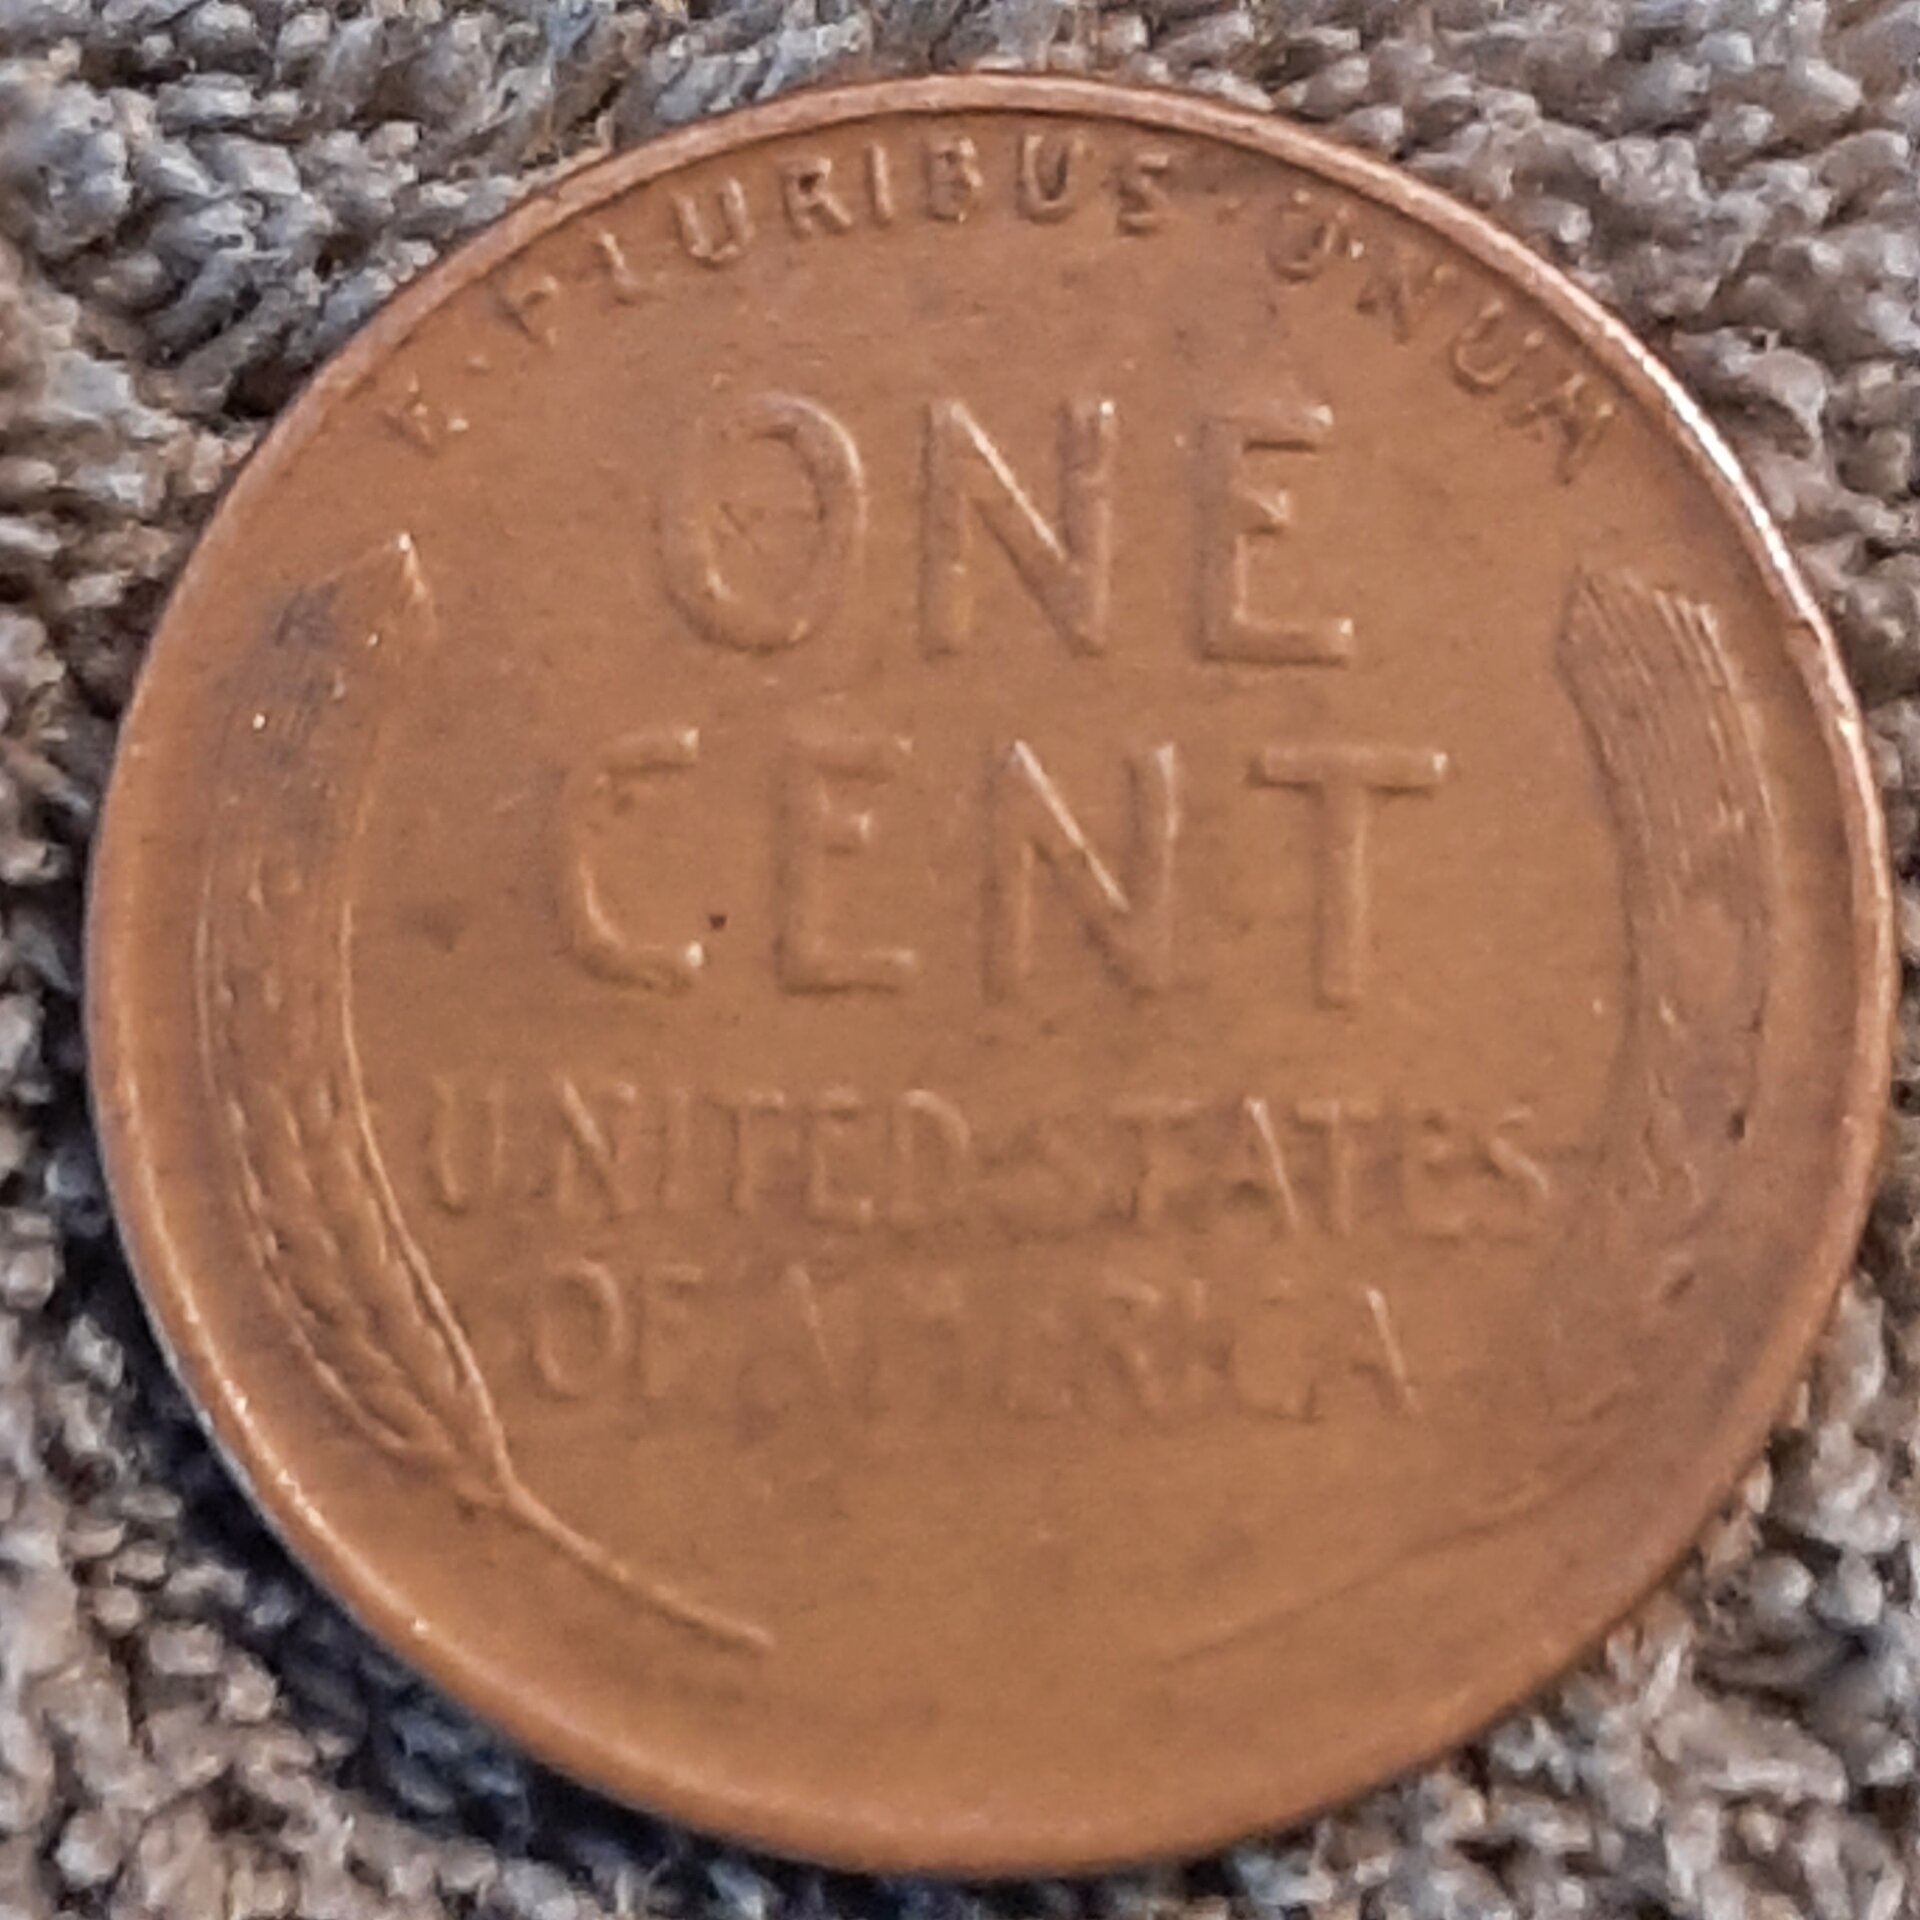 E·PLURIBUS·UNUM
ONE
CENT
UNITED STATES
OF AMERICA